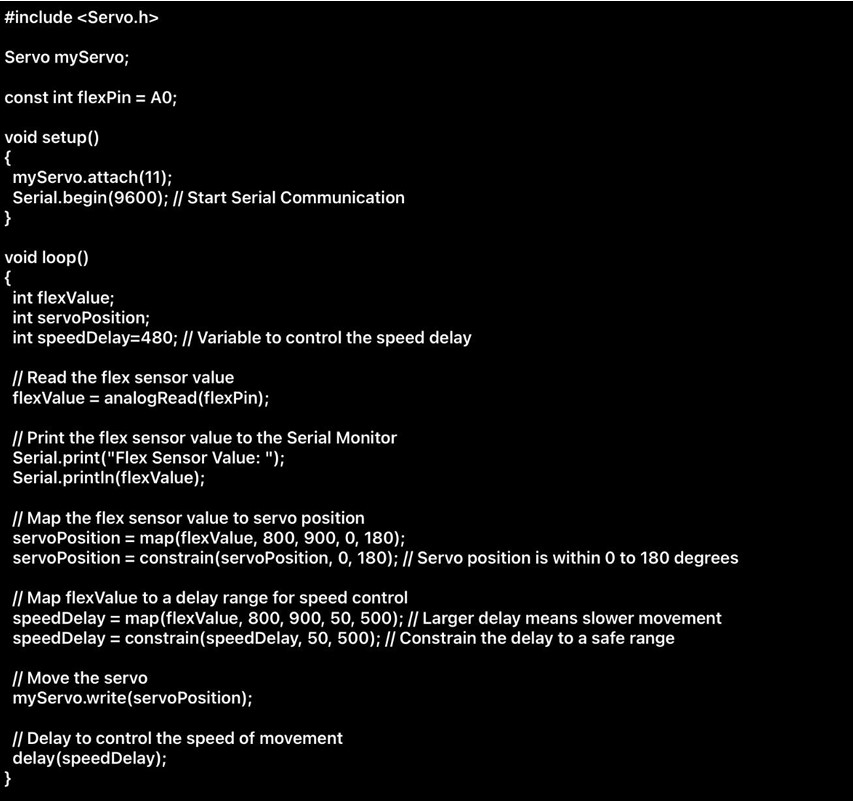 #include <Servo.h>
Servo myServo;
const int flexPin = A0;
void setup()
{
myServo.attach(11);
Serial.begin(9600); // Start Serial Communication
}
void loop()
{
int flexValue;
int servoPosition;
int speedDelay=480; // Variable to control the speed delay
// Read the flex sensor value
flexValue = analogRead(flexPin);
// Print the flex sensor value to the Serial Monitor
Serial.print("Flex Sensor Value: ");
Serial.println(flexValue);
// Map the flex sensor value to servo position
servoPosition = map(flexValue, 800, 900, 0, 180);
servoPosition = constrain(servoPosition, 0, 180); // Servo position is within 0 to 180 degrees
// Map flexValue to a delay range for speed control
speedDelay = map(flexValue, 800, 900, 50, 500); // Larger delay means slower movement
speedDelay = constrain(speedDelay, 50, 500); // Constrain the delay to a safe range
// Move the servo
myServo.write(servoPosition);
// Delay to control the speed of movement
delay(speedDelay);
}